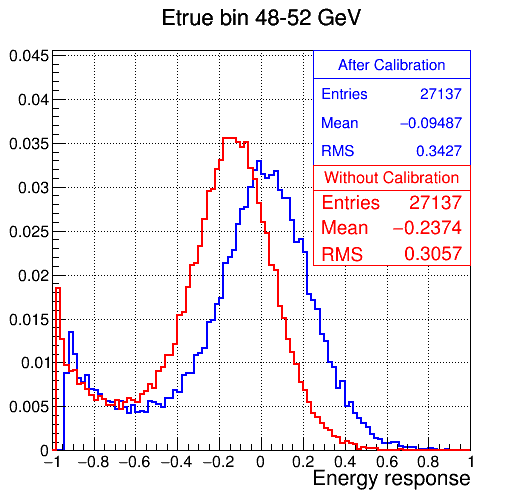 Etrue bin 48-52 GeV
After Calibration
Entries 27137
Mean −0.09487
RMS 0.3427
Without Calibration
Entries 27137
Mean −0.2374
RMS 0.3057
0.045
0.04
0.035
0.03
0.025
0.02
0.015
0.01
0.005
0
−1 −0.8 −0.6 −0.4 −0.2 0 0.2 0.4 0.6 0.8 1
Energy response